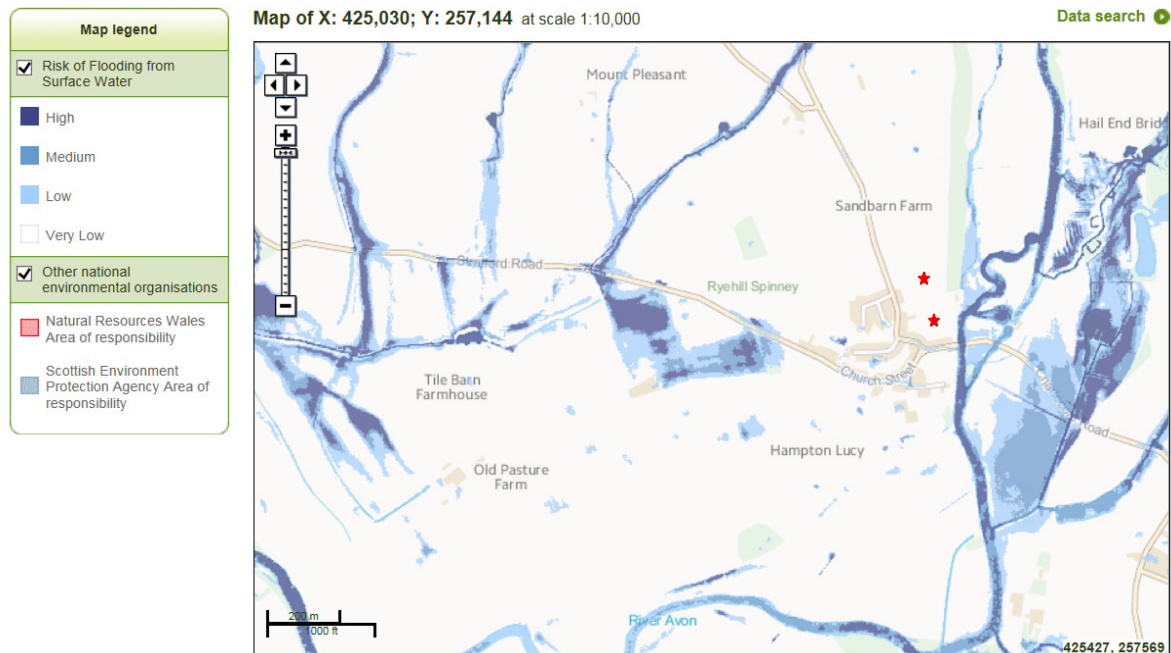 Map legend
Risk of Flooding from
Surface Water
High
Medium
Low
Very Low
Other national
environmental organisations
Natural Resources Wales
Area of responsibility
Scottish Environment
Protection Agency Area of
responsibility
Map of X: 425,030; Y: 257,144 at scale 1:10,000
Data search
Mount Pleasant
Hail End Brid
Sandbarn Farm
Stratford Road
Ryehill Spinney
Tile Barn
Farmhouse
Church Street
Road
Hampton Lucy
Old Pasture
Farm
200 m
1000 ft
River Avon
425427, 257569